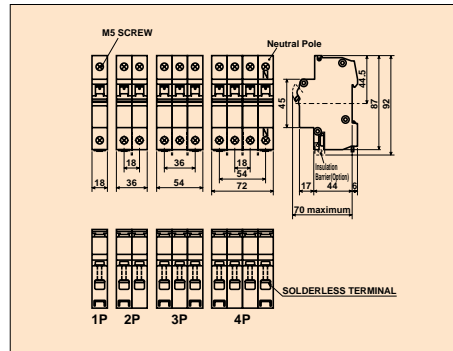 M5 SCREW
Neutral Pole
N
N
45
44.5
87
92
18
36
18
54
18
36
54
72
Insulation
Barrier(Option)
17
44
6
70 maximum
SOLDERLESS TERMINAL
1P
2P
3P
4P